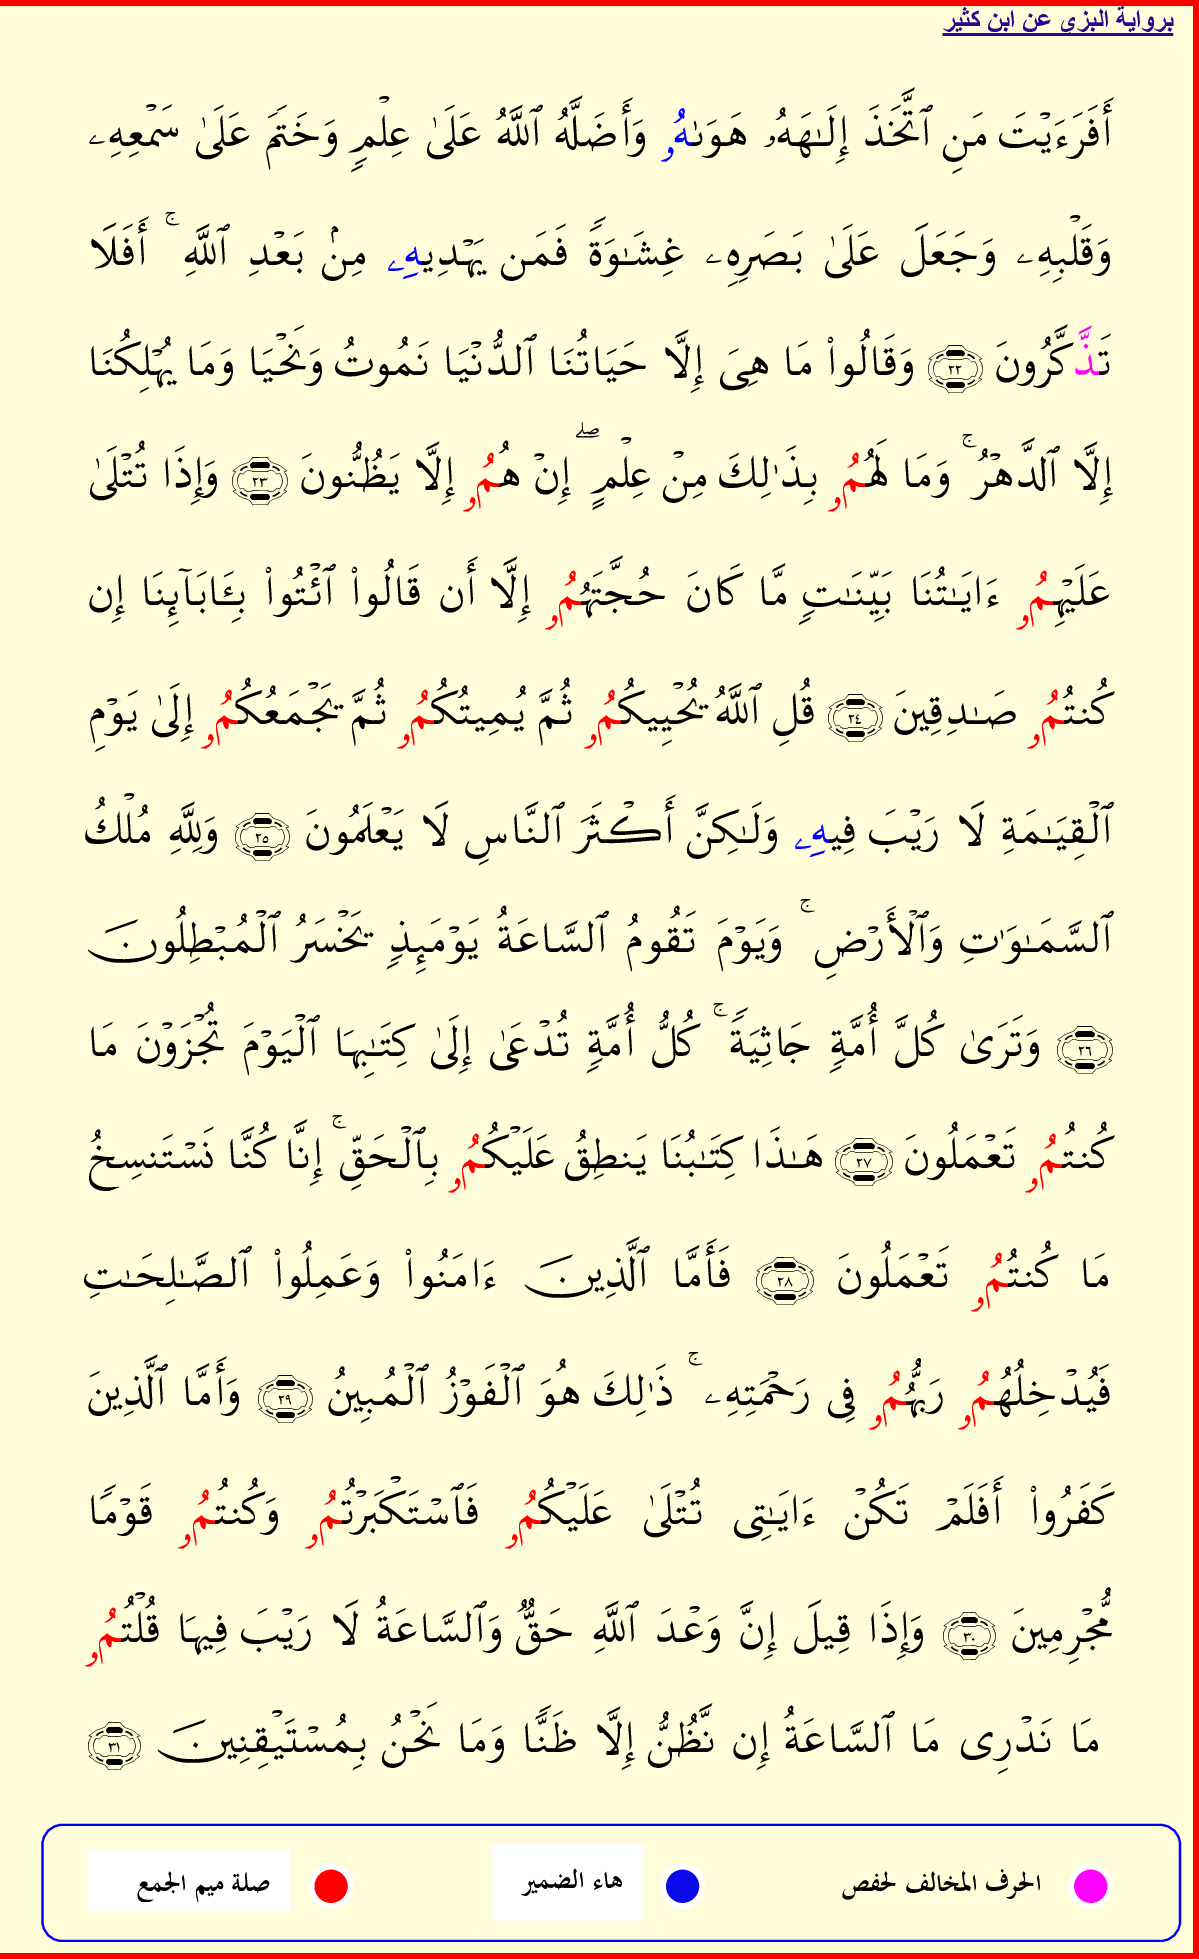 برواية البزى عن ابن كثير
أَفَرَءَيْتَ مَنِ ٱتَّخَذَ إِلَـٰهَهُۥ هَوَىٰهُۥ وَأَضَلَّهُ ٱللَّهُ عَلَىٰ عِلْمٍ وَخَتَمَ عَلَىٰ سَمْعِهِۦ
وَقَلْبِهِۦ وَجَعَلَ عَلَىٰ بَصَرِهِۦ غِشَـٰوَةً فَمَن يَهْدِيهِۦ مِنۢ بَعْدِ ٱللَّهِ ۚ أَفَلَا
تَذَّكَّرُونَ ٢٢ وَقَالُوا۟ مَا هِىَ إِلَّا حَيَاتُنَا ٱلدُّنْيَا نَمُوتُ وَنَحْيَا وَمَا يُهْلِكُنَا
إِلَّا ٱلدَّهْرُ ۚ وَمَا لَهُمُۥ بِذَٰلِكَ مِنْ عِلْمٍ ۖ إِنْ هُمُۥ إِلَّا يَظُنُّونَ ٢٣ وَإِذَا تُتْلَىٰ
عَلَيْهِمُۥ ءَايَـٰتُنَا بَيِّنَـٰتٍ مَّا كَانَ حُجَّتَهُمُۥ إِلَّا أَن قَالُوا۟ ٱئْتُوا۟ بِـَٔابَآئِنَا إِن
كُنتُمُۥ صَـٰدِقِينَ ٢٤ قُلِ ٱللَّهُ يُحْيِيكُمُۥ ثُمَّ يُمِيتُكُمُۥ ثُمَّ يَجْمَعُكُمُۥ إِلَىٰ يَوْمِ
ٱلْقِيَـٰمَةِ لَا رَيْبَ فِيهِۦ وَلَـٰكِنَّ أَكْثَرَ ٱلنَّاسِ لَا يَعْلَمُونَ ٢٥ وَلِلَّهِ مُلْكُ
ٱلسَّمَـٰوَٰتِ وَٱلْأَرْضِ ۚ وَيَوْمَ تَقُومُ ٱلسَّاعَةُ يَوْمَئِذٍ يَخْسَرُ ٱلْمُبْطِلُونَ
٢٦ وَتَرَىٰ كُلَّ أُمَّةٍ جَاثِيَةً ۚ كُلُّ أُمَّةٍ تُدْعَىٰ إِلَىٰ كِتَـٰبِهَا ٱلْيَوْمَ تُجْزَوْنَ مَا
كُنتُمُۥ تَعْمَلُونَ ٢٧ هَـٰذَا كِتَـٰبُنَا يَنطِقُ عَلَيْكُمُۥ بِٱلْحَقِّ ۚ إِنَّا كُنَّا نَسْتَنسِخُ
مَا كُنتُمُۥ تَعْمَلُونَ ٢٨ فَأَمَّا ٱلَّذِينَ ءَامَنُوا۟ وَعَمِلُوا۟ ٱلصَّـٰلِحَـٰتِ
فَيُدْخِلُهُمُۥ رَبُّهُمُۥ فِى رَحْمَتِهِۦ ۚ ذَٰلِكَ هُوَ ٱلْفَوْزُ ٱلْمُبِينُ ٢٩ وَأَمَّا ٱلَّذِينَ
كَفَرُوا۟ أَفَلَمْ تَكُنْ ءَايَـٰتِى تُتْلَىٰ عَلَيْكُمُۥ فَٱسْتَكْبَرْتُمُۥ وَكُنتُمُۥ قَوْمًا
مُّجْرِمِينَ ٣٠ وَإِذَا قِيلَ إِنَّ وَعْدَ ٱللَّهِ حَقٌّ وَٱلسَّاعَةُ لَا رَيْبَ فِيهَا قُلْتُمُۥ
مَا نَدْرِى مَا ٱلسَّاعَةُ إِن نَّظُنُّ إِلَّا ظَنًّا وَمَا نَحْنُ بِمُسْتَيْقِنِينَ ٣١
الحرف المخالف لحفص هاء الضمير صلة ميم الجمع